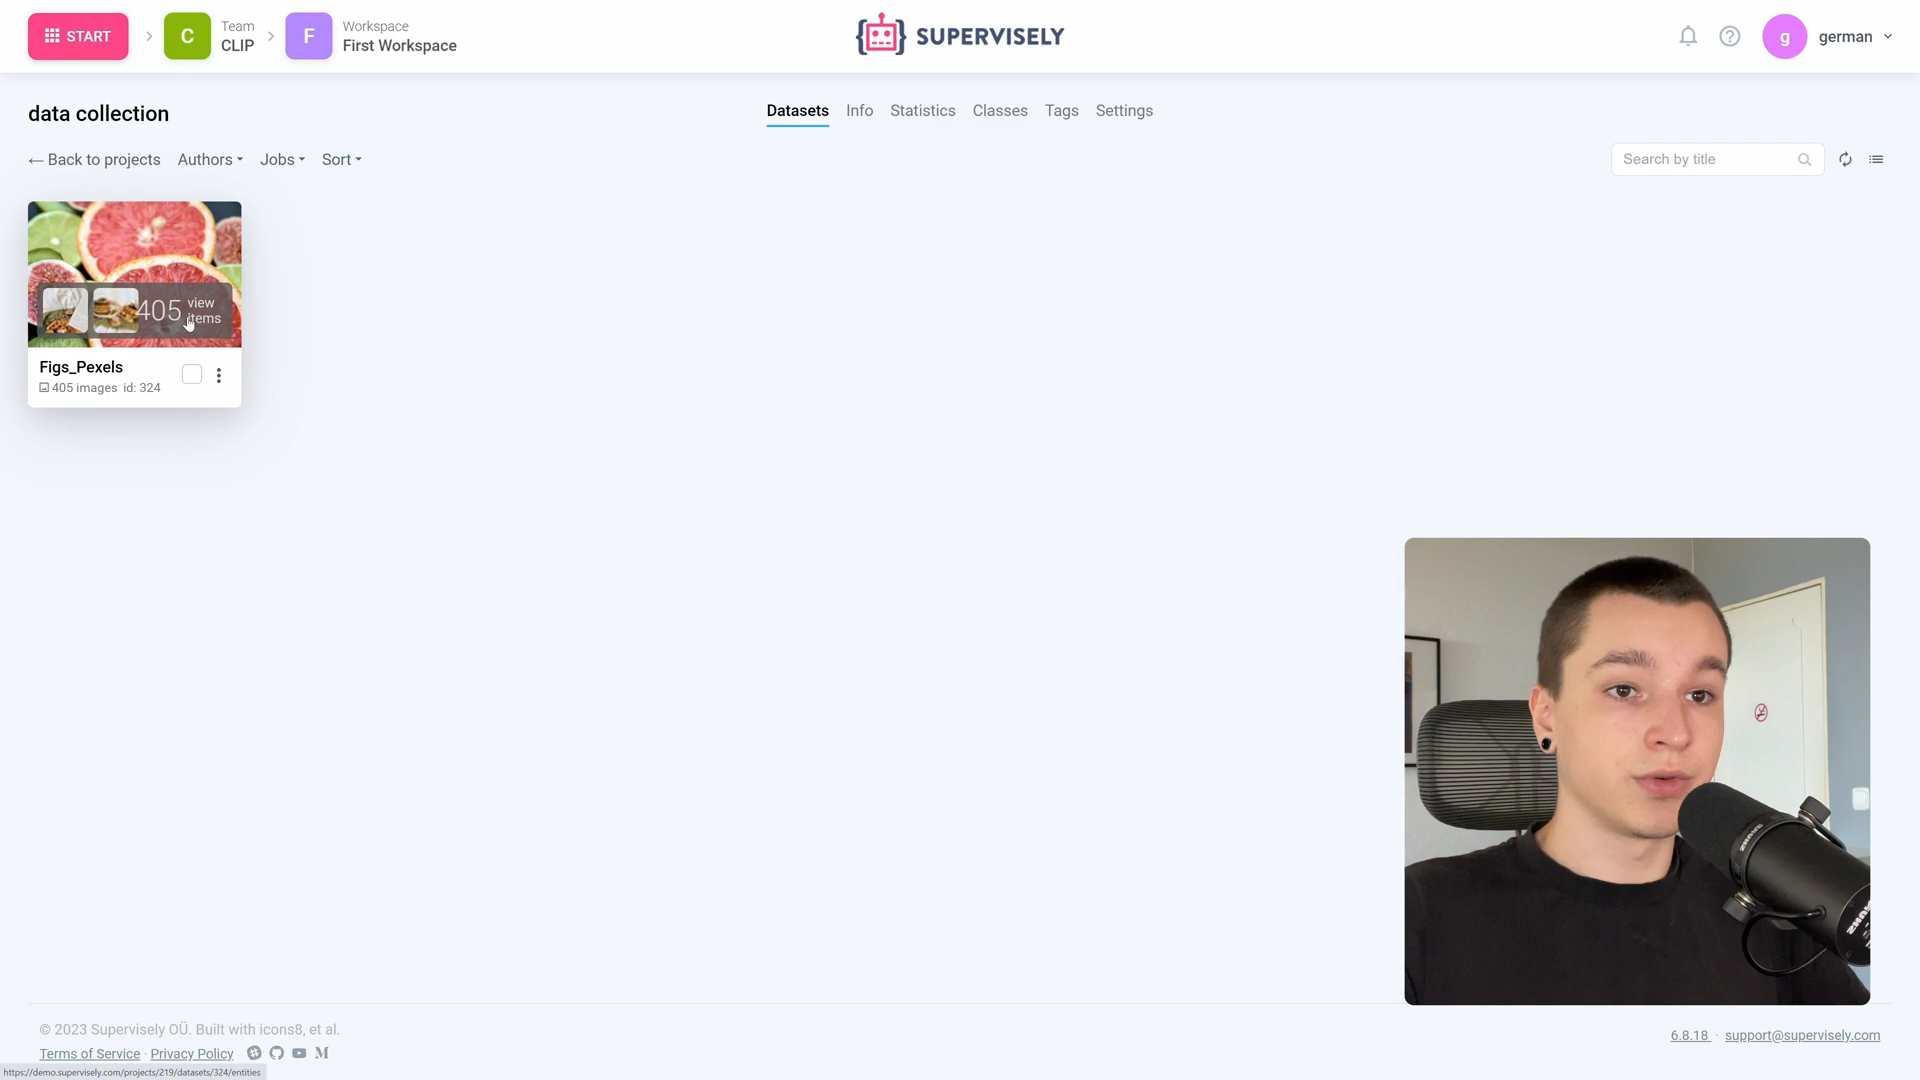 START
C
Team
CLIP
F
Workspace
First Workspace
SUPERVISELY
g
german
data collection
Datasets
Info
Statistics
Classes
Tags
Settings
← Back to projects
Authors
Jobs
Sort
Search by title
405
view
items
Figs_Pexels
405 images id: 324
SHURE
© 2023 Supervisely OÜ. Built with icons8, et al.
Terms of Service · Privacy Policy
6.8.18 · support@supervisely.com
https://demo.supervisely.com/projects/219/datasets/324/entities